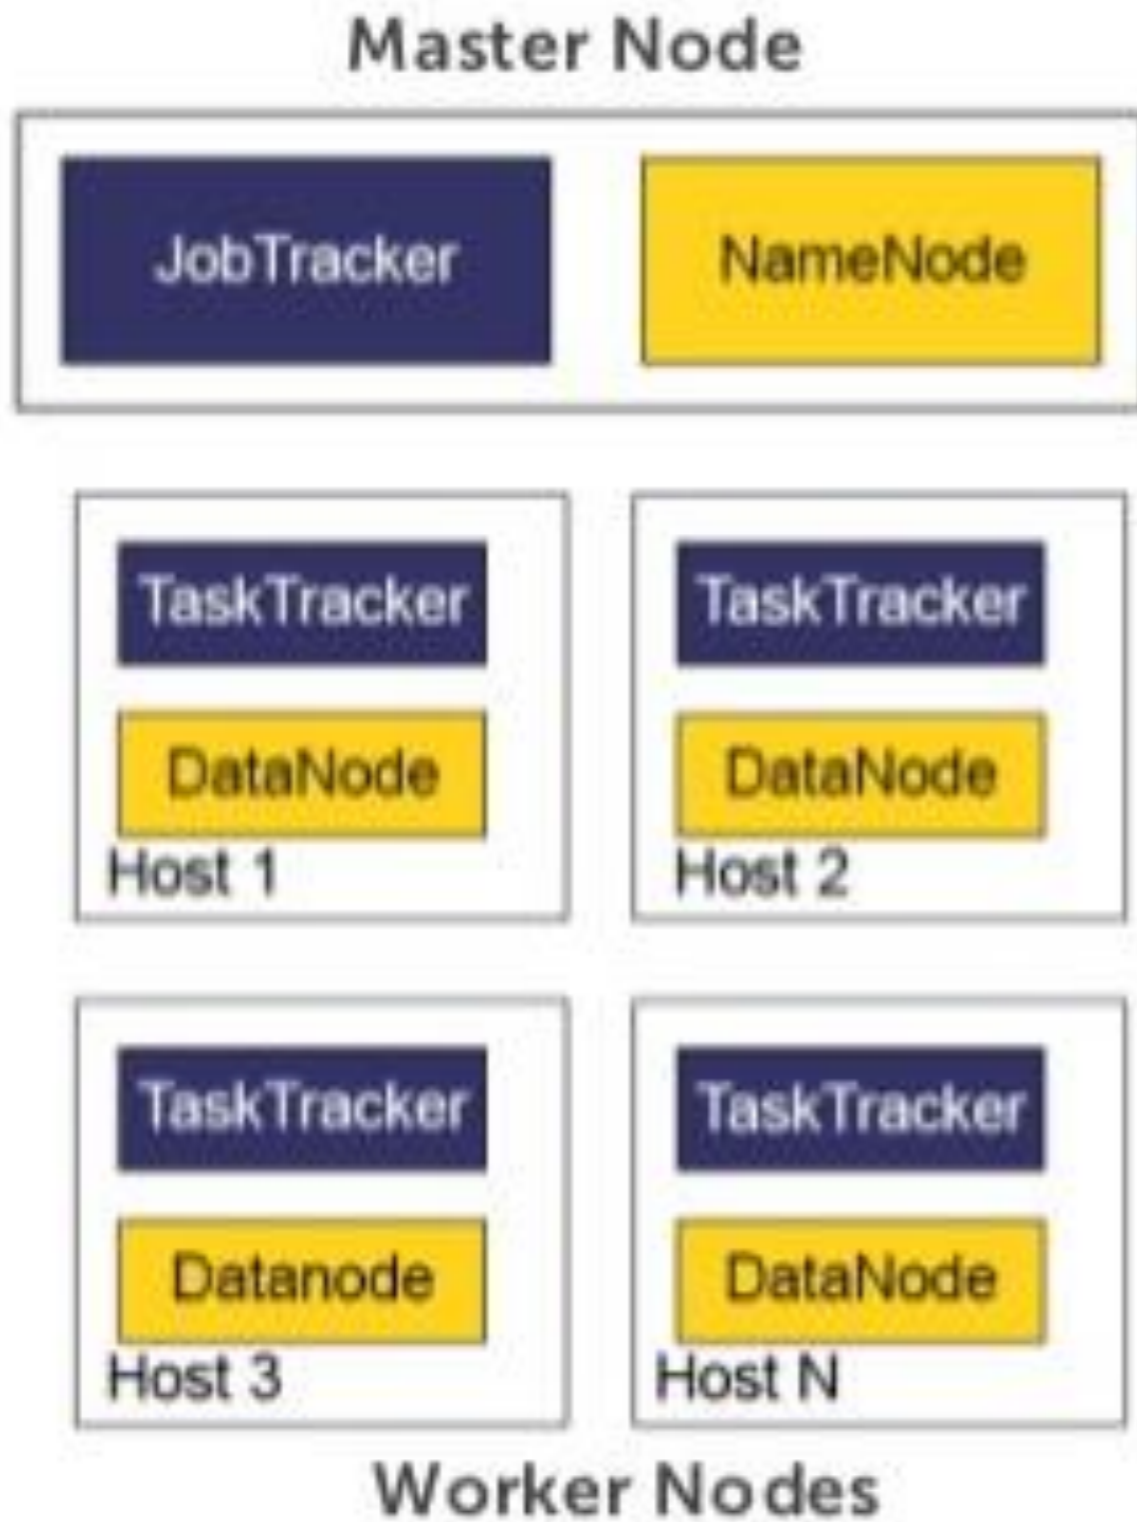 Master Node
JobTracker
NameNode
TaskTracker
DataNode
Host 1
TaskTracker
DataNode
Host 2
TaskTracker
Datanode
Host 3
TaskTracker
DataNode
Host N
Worker Nodes